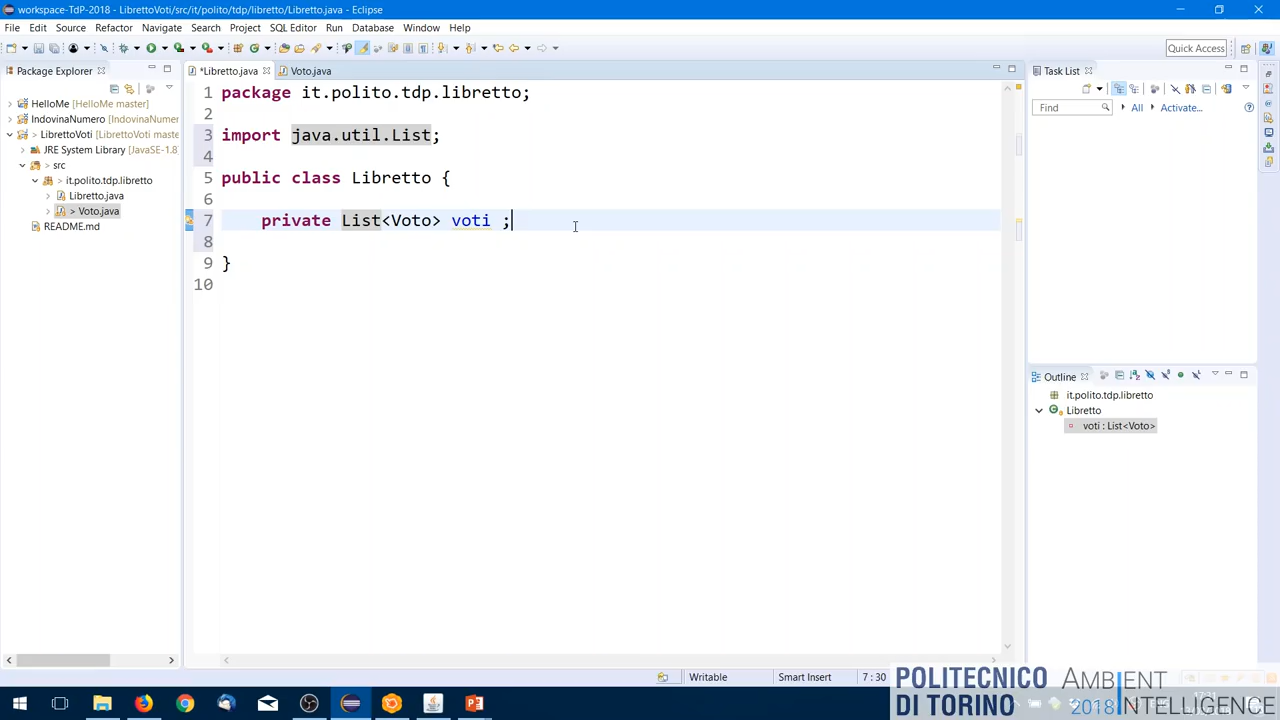 workspace-TdP-2018 - LibrettoVoti/src/it/polito/tdp/libretto/Libretto.java - Eclipse
File Edit Source Refactor Navigate Search Project SQL Editor Run Database Window Help
Quick Access
Package Explorer
*Libretto.java
Voto.java
Task List
HelloMe [HelloMe master]
IndovinaNumero [IndovinaNumero
> LibrettoVoti [LibrettoVoti maste
JRE System Library [JavaSE-1.8
src
it.polito.tdp.libretto
Libretto.java
> Voto.java
README.md
1 package it.polito.tdp.libretto;
2
3 import java.util.List;
4
5 public class Libretto {
6
7 private List<Voto> voti ;
8
9 }
10
Find
All
Activate...
Outline
it.polito.tdp.libretto
Libretto
voti : List<Voto>
Writable
Smart Insert
7 : 30
POLITECNICO
DI TORINO
AMBIENT
2018 INTELLIGENCE